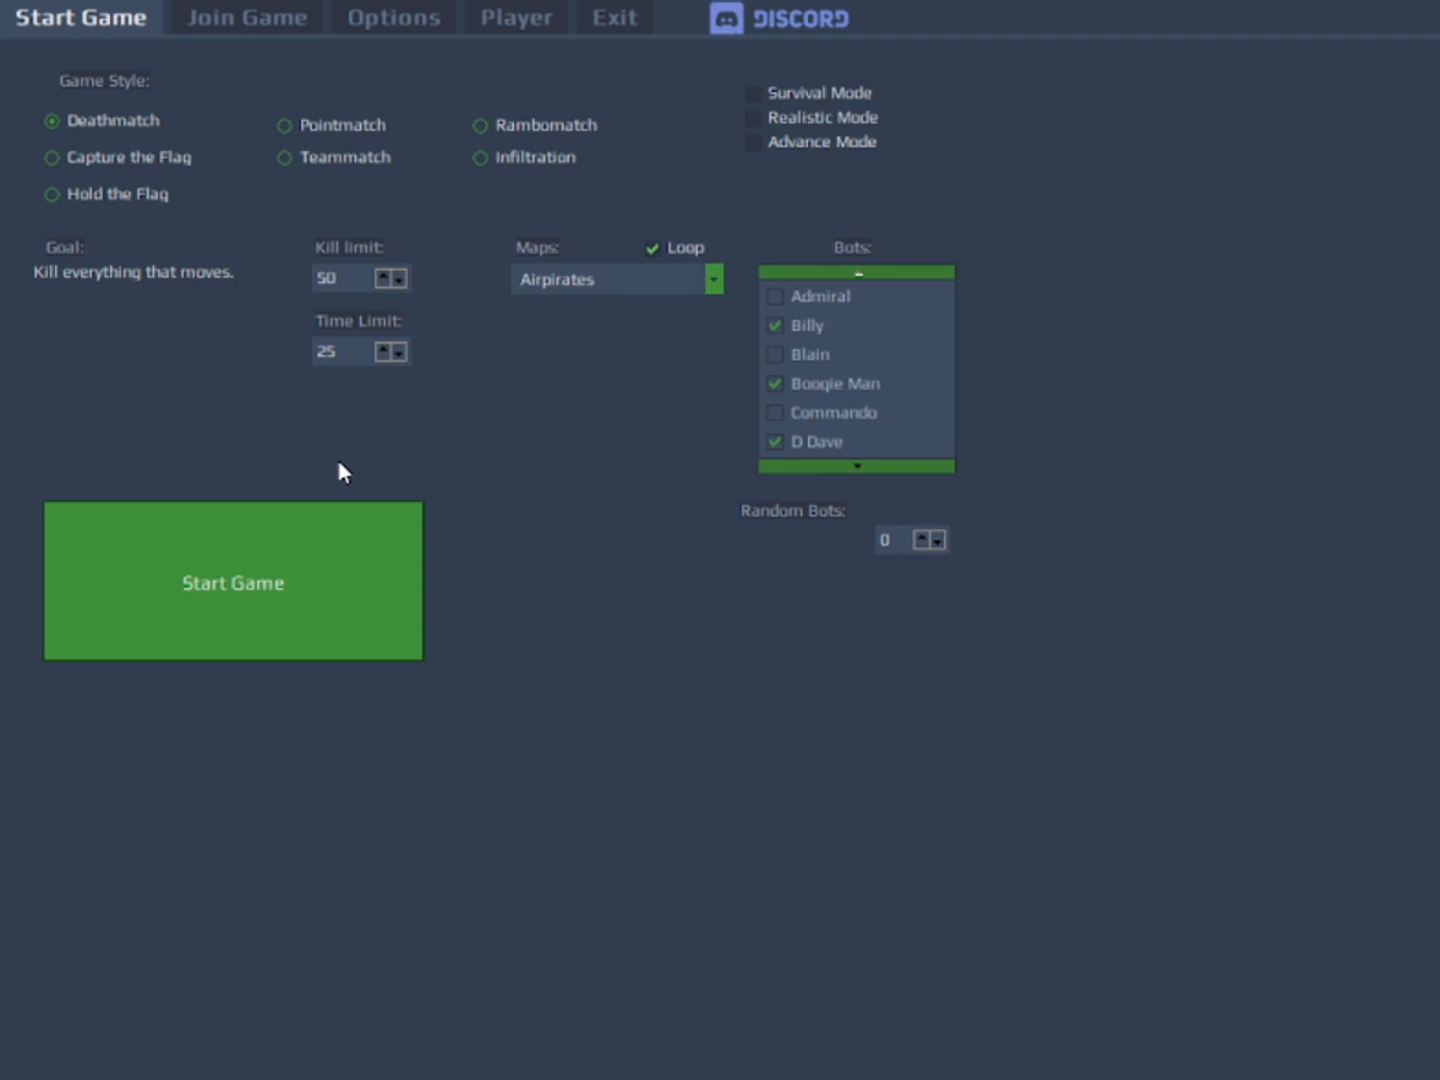 Start Game
Join Game
Options
Player
Exit
DISCORD
Game Style:
Deathmatch
Pointmatch
Rambomatch
Capture the Flag
Teammatch
Infiltration
Hold the Flag
Survival Mode
Realistic Mode
Advance Mode
Goal:
Kill everything that moves.
Kill limit:
50
Time Limit:
25
Maps:
Loop
Airpirates
Bots:
Admiral
Billy
Blain
Boogie Man
Commando
D Dave
Random Bots:
0
Start Game